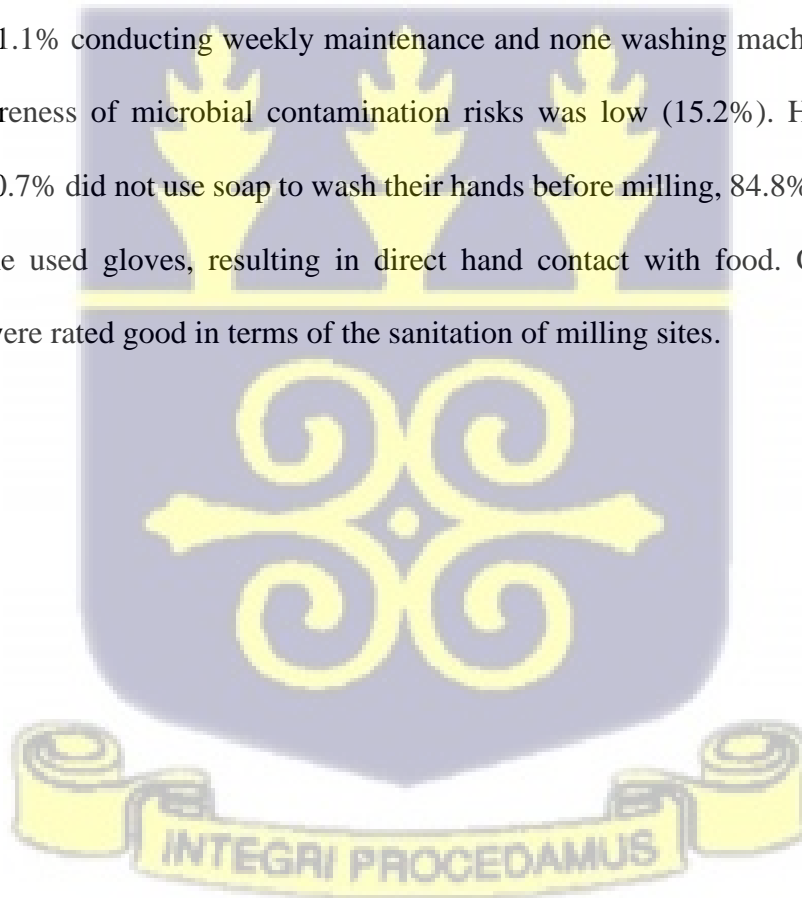 1.1% conducting weekly maintenance and none washing mach
reness of microbial contamination risks was low (15.2%). H
0.7% did not use soap to wash their hands before milling, 84.8%
e used gloves, resulting in direct hand contact with food.
were rated good in terms of the sanitation of milling sites.
INTEGRI PROCEDAMUS